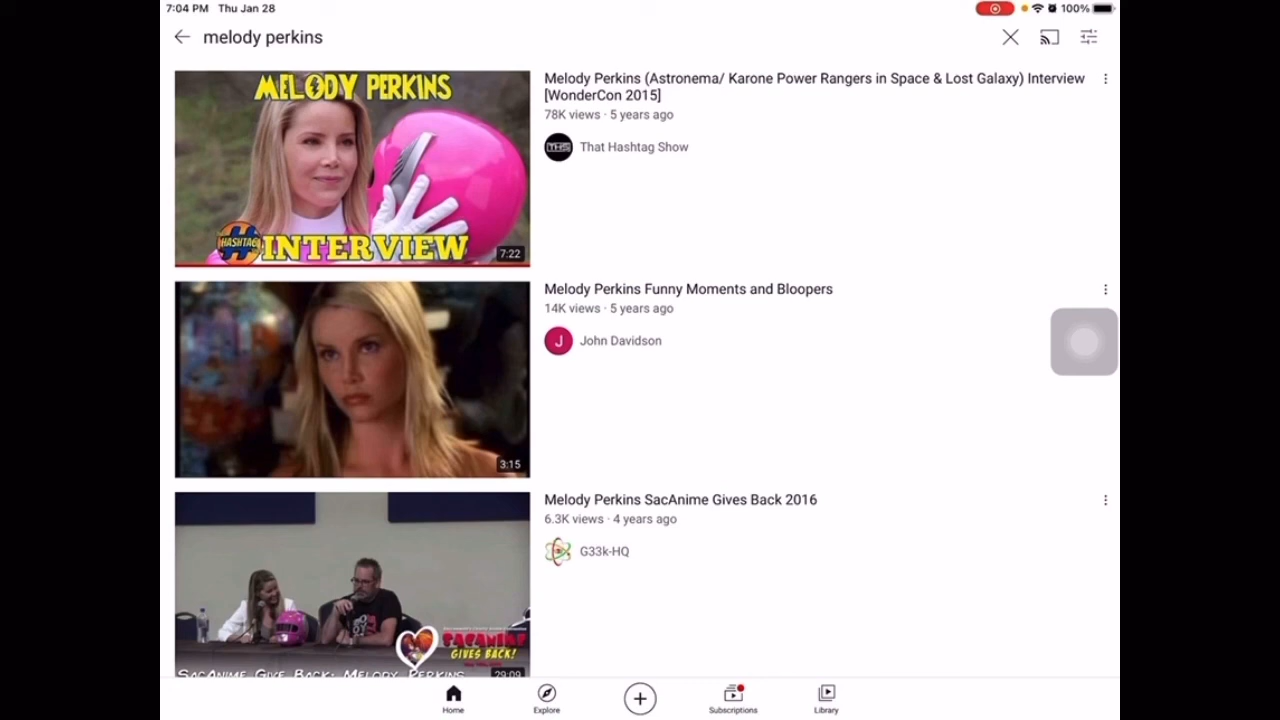 7:04 PM Thu Jan 28
100%
melody perkins
MELODY PERKINS
HASHTAG
INTERVIEW
7:22
Melody Perkins (Astronema/ Karone Power Rangers in Space & Lost Galaxy) Interview
[WonderCon 2015]
78K views · 5 years ago
THS
That Hashtag Show
3:15
Melody Perkins Funny Moments and Bloopers
14K views · 5 years ago
J
John Davidson
SACANIME
GIVES BACK!
SACANIME GIVE BACK: MELODY PERKINS
29:09
Melody Perkins SacAnime Gives Back 2016
6.3K views · 4 years ago
G33k-HQ
Home
Explore
Subscriptions
Library